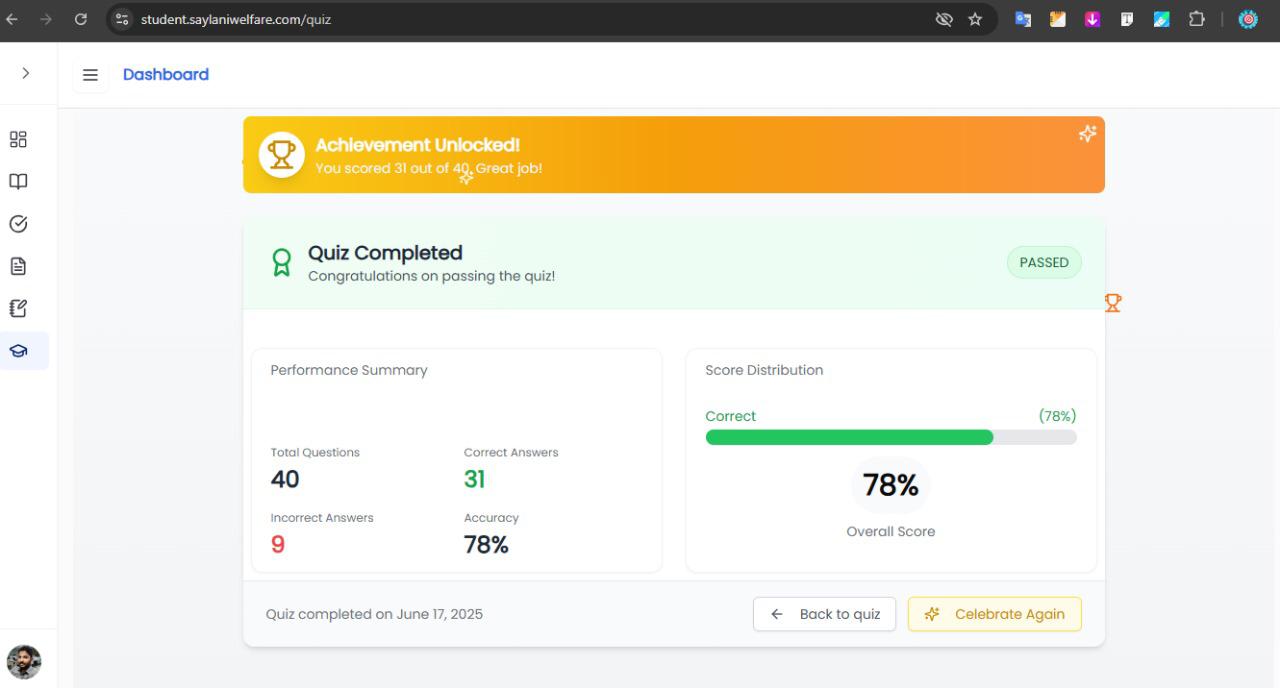 student.saylaniwelfare.com/quiz
Dashboard
Achievement Unlocked!
You scored 31 out of 40. Great job!
Quiz Completed
Congratulations on passing the quiz!
PASSED
Performance Summary
Total Questions
40
Correct Answers
31
Incorrect Answers
9
Accuracy
78%
Score Distribution
Correct (78%)
78%
Overall Score
Quiz completed on June 17, 2025
Back to quiz
Celebrate Again